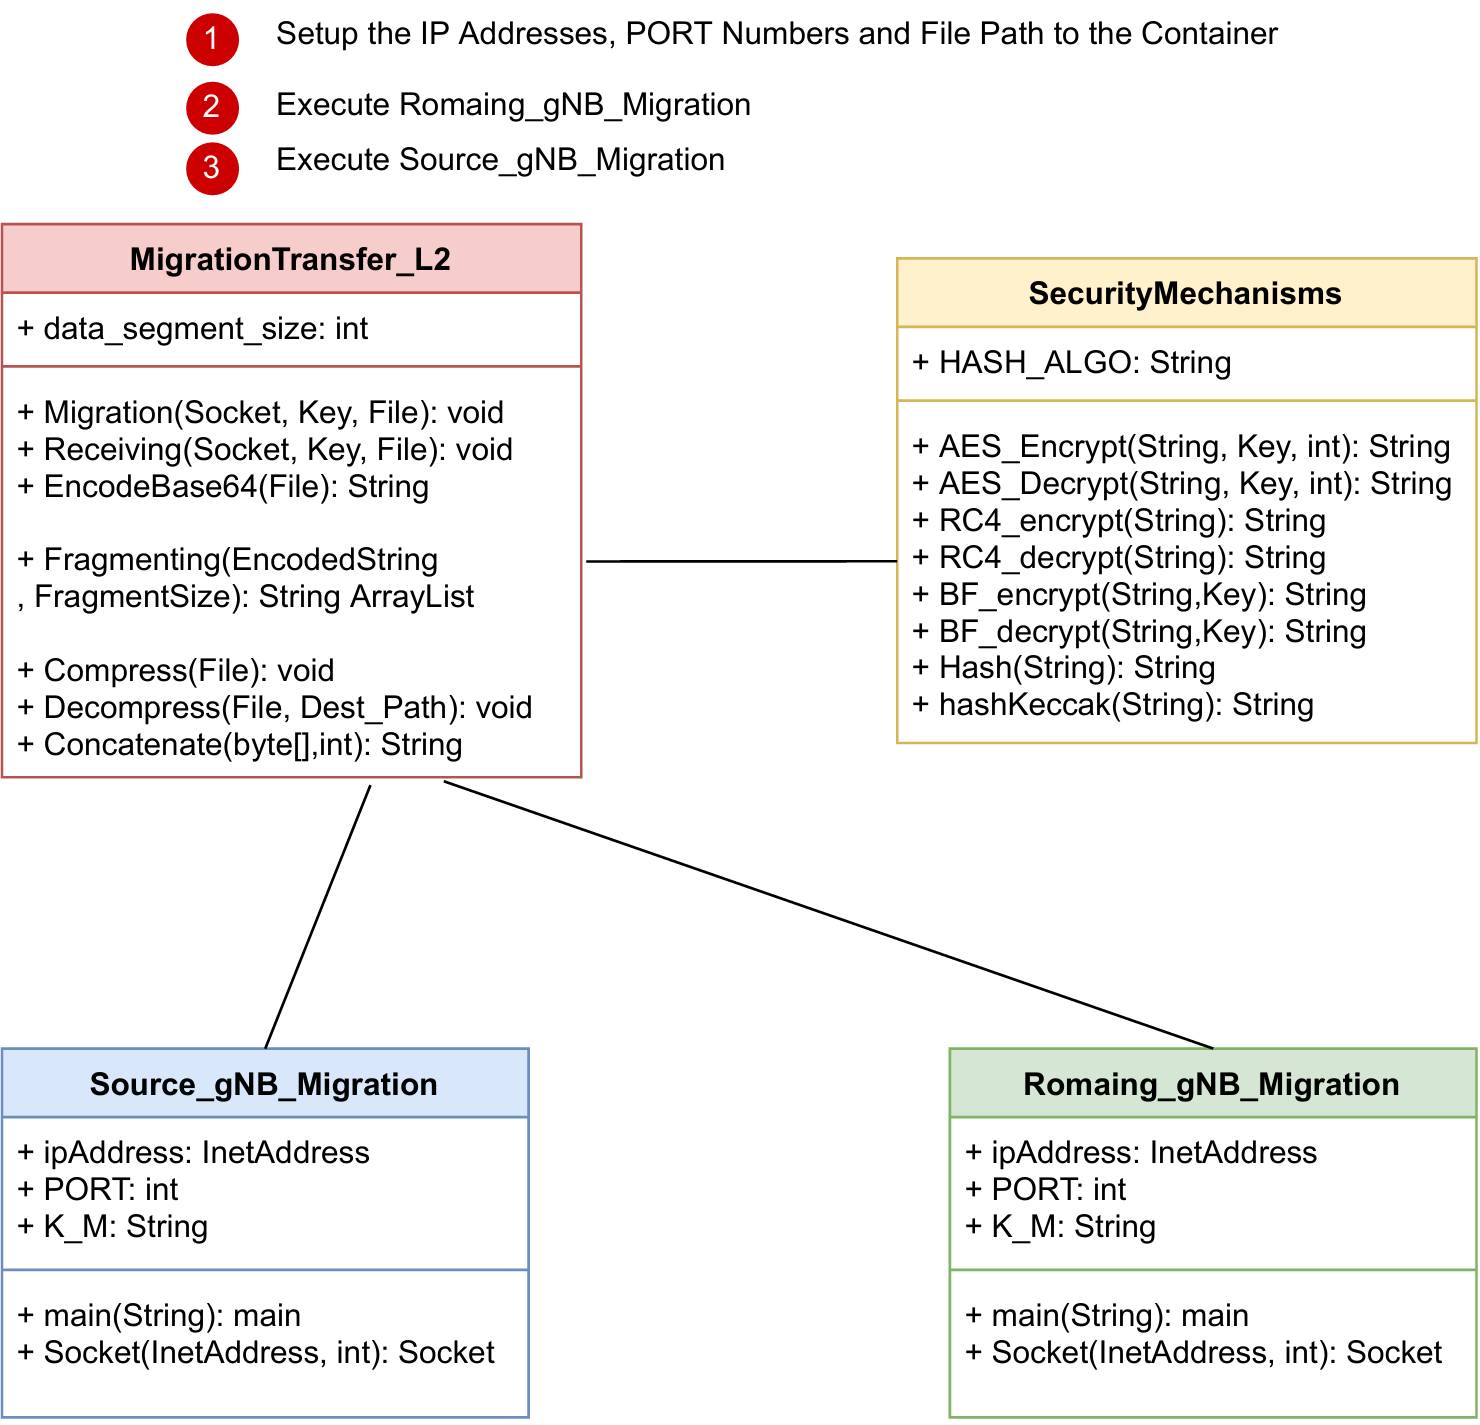 1 Setup the IP Addresses, PORT Numbers and File Path to the Container
2 Execute Romaing_gNB_Migration
3 Execute Source_gNB_Migration
MigrationTransfer_L2
+ data_segment_size: int
+ Migration(Socket, Key, File): void
+ Receiving(Socket, Key, File): void
+ EncodeBase64(File): String
+ Fragmenting(EncodedString
, FragmentSize): String ArrayList
+ Compress(File): void
+ Decompress(File, Dest_Path): void
+ Concatenate(byte[],int): String
SecurityMechanisms
+ HASH_ALGO: String
+ AES_Encrypt(String, Key, int): String
+ AES_Decrypt(String, Key, int): String
+ RC4_encrypt(String): String
+ RC4_decrypt(String): String
+ BF_encrypt(String,Key): String
+ BF_decrypt(String,Key): String
+ Hash(String): String
+ hashKeccak(String): String
Source_gNB_Migration
+ ipAddress: InetAddress
+ PORT: int
+ K_M: String
+ main(String): main
+ Socket(InetAddress, int): Socket
Romaing_gNB_Migration
+ ipAddress: InetAddress
+ PORT: int
+ K_M: String
+ main(String): main
+ Socket(InetAddress, int): Socket